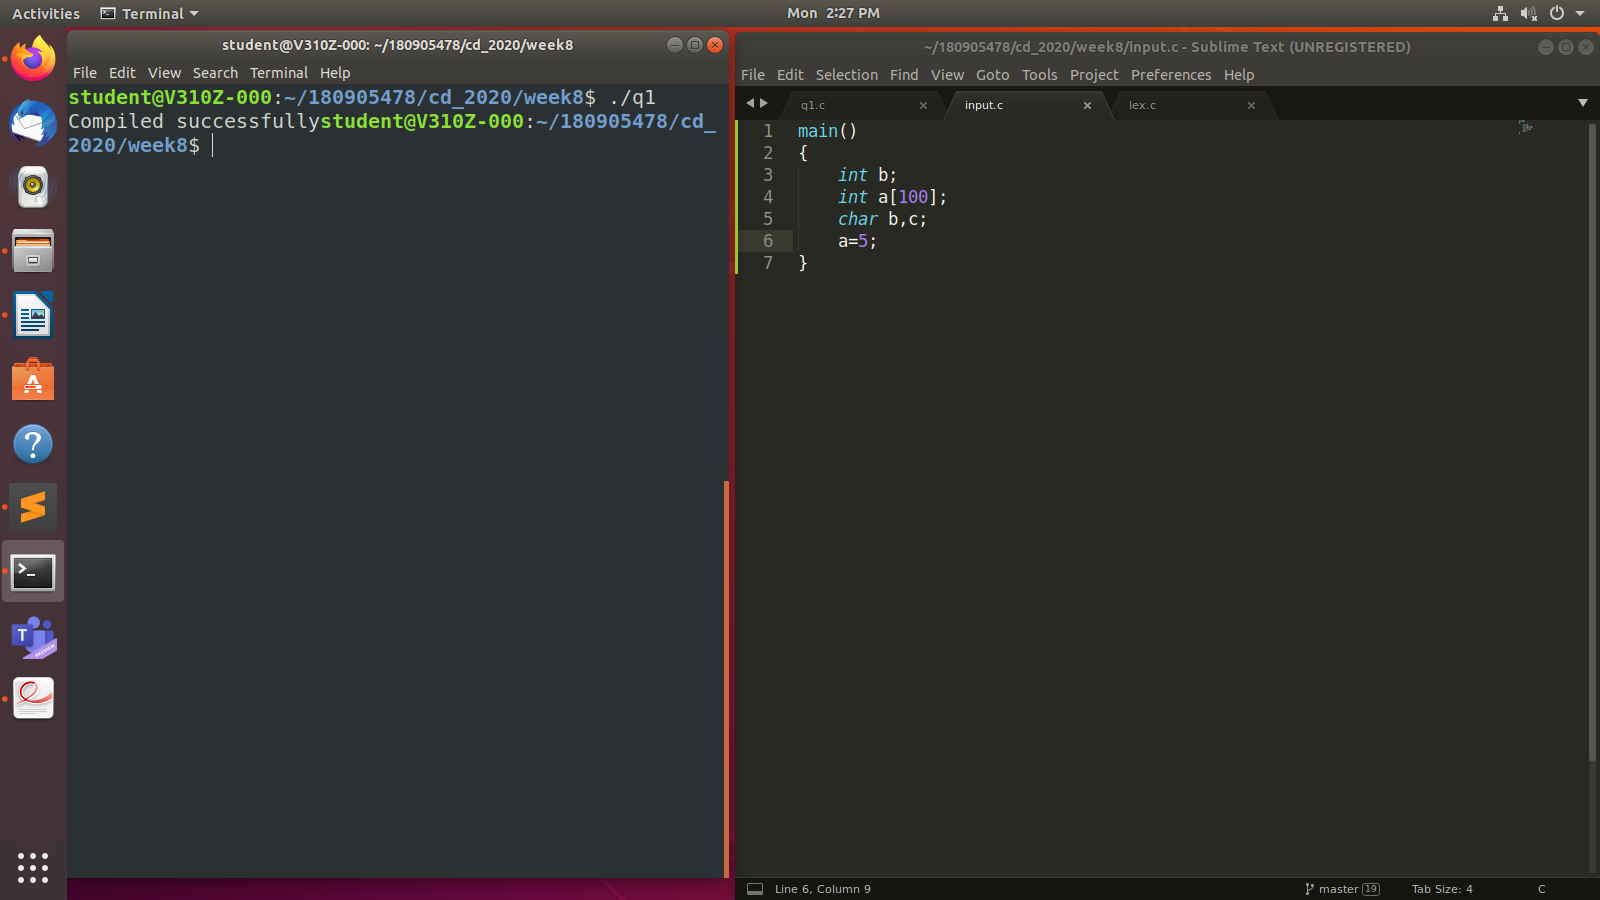 Activities Terminal Mon 2:27 PM
student@V310Z-000: ~/180905478/cd_2020/week8
File Edit View Search Terminal Help
student@V310Z-000:~/180905478/cd_2020/week8$ ./q1
Compiled successfullystudent@V310Z-000:~/180905478/cd_
2020/week8$
~/180905478/cd_2020/week8/input.c - Sublime Text (UNREGISTERED)
File Edit Selection Find View Goto Tools Project Preferences Help
q1.c × input.c × lex.c ×
1 main()
2 {
3 int b;
4 int a[100];
5 char b,c;
6 a=5;
7 }
Line 6, Column 9 master 19 Tab Size: 4 C
T
PREVIEW